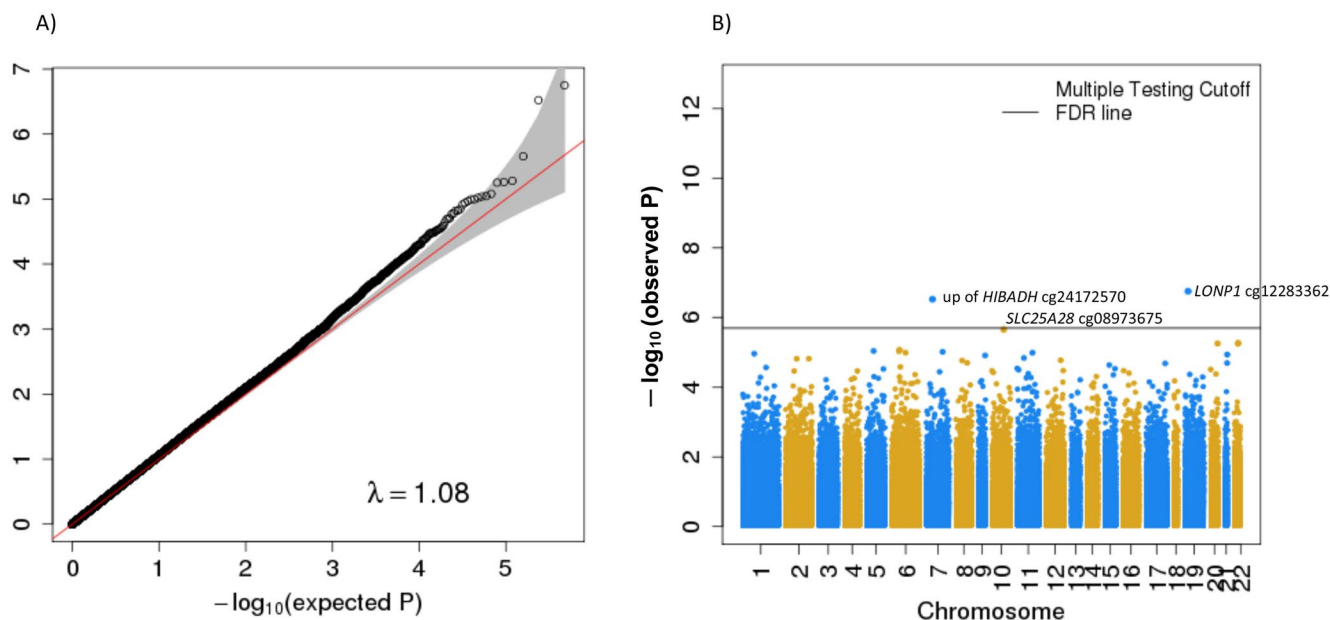 A)
7
6
5
4
3
2
1
0
λ = 1.08
0 1 2 3 4 5
−log10(expected P)
B)
Multiple Testing Cutoff
FDR line
−log10 (observed P)
12
10
8
6
4
2
0
LONP1 cg12283362
up of HIBADH cg24172570
SLC25A28 cg08973675
1 2 3 4 5 6 7 8 9 10 11 12 13 14 15 16 17 18 19 20 21 22
Chromosome